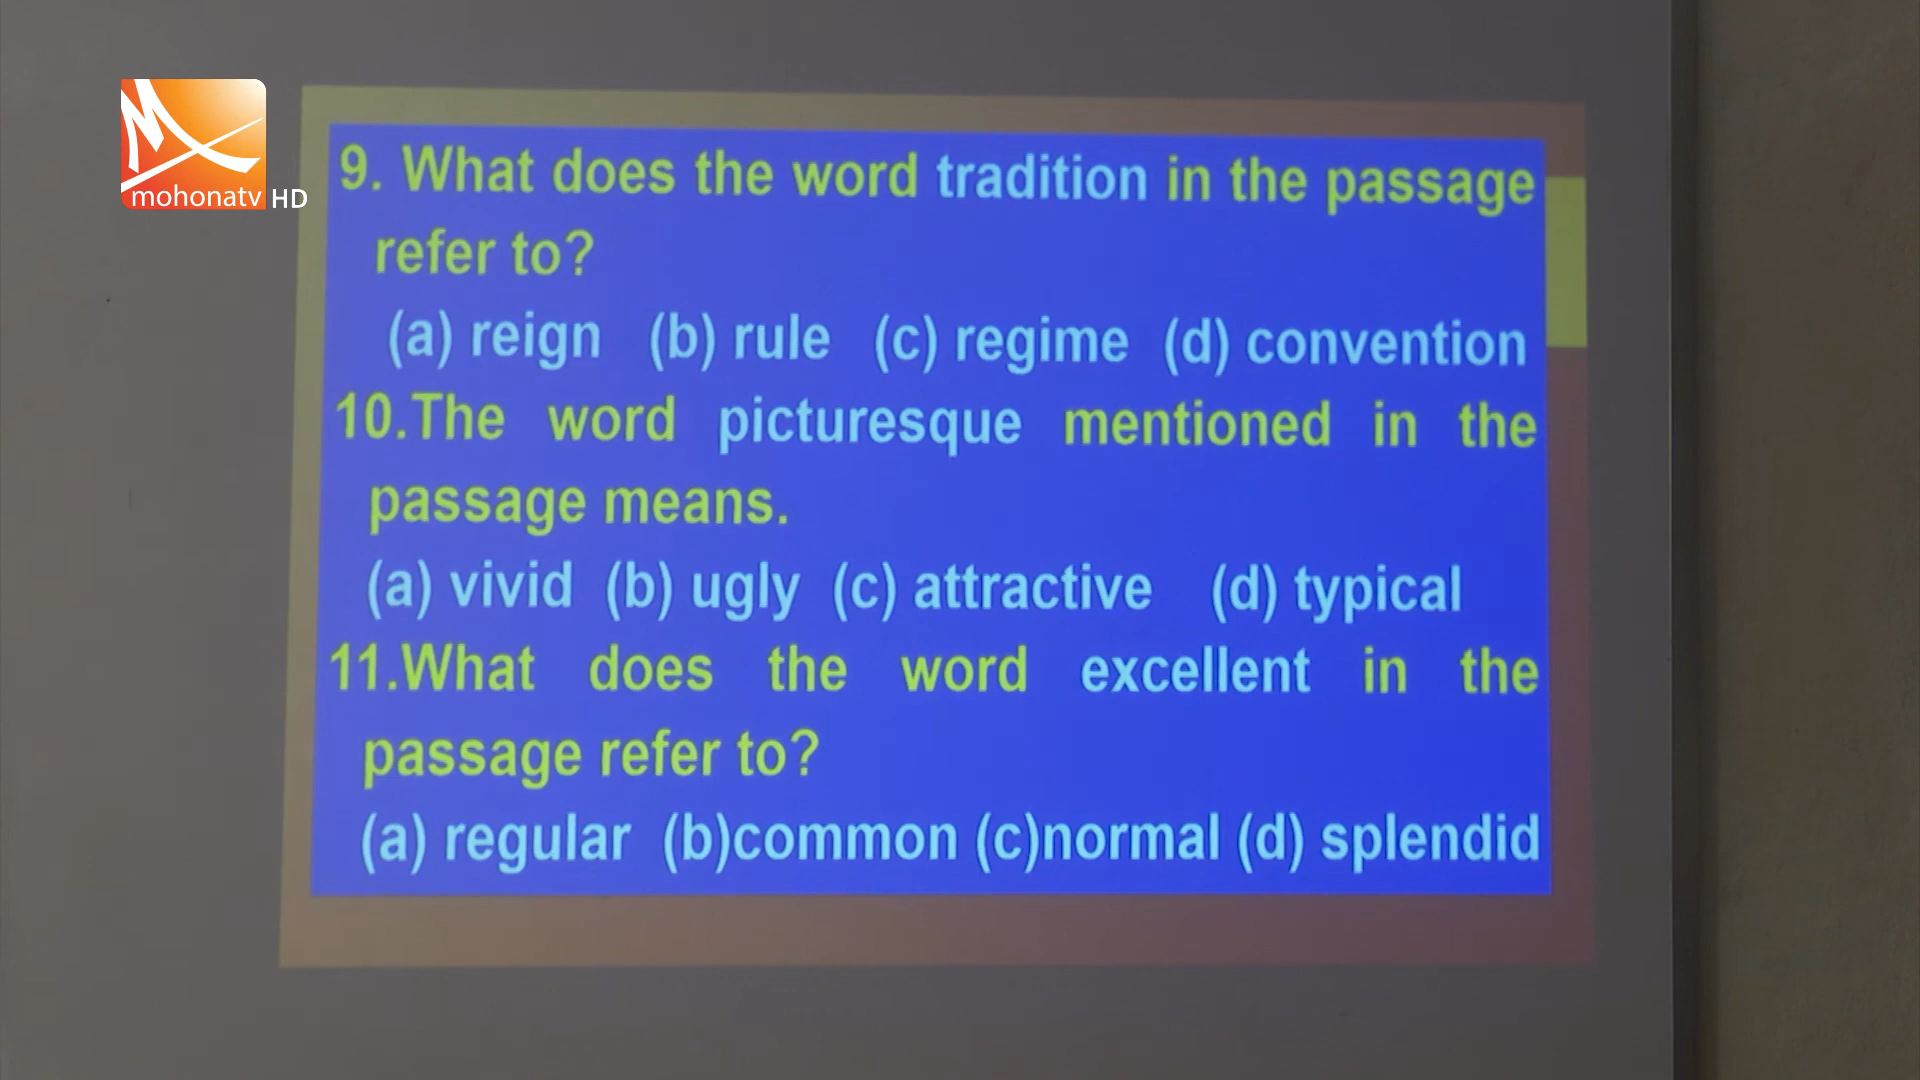 mohonatv HD
9. What does the word tradition in the passage
refer to?
(a) reign (b) rule (c) regime (d) convention
10.The word picturesque mentioned in the
passage means.
(a) vivid (b) ugly (c) attractive (d) typical
11.What does the word excellent in the
passage refer to?
(a) regular (b)common (c)normal (d) splendid